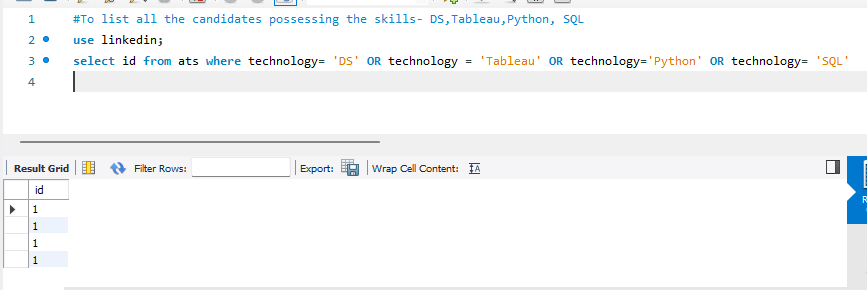 1 #To list all the candidates possessing the skills- DS,Tableau,Python, SQL
2 use linkedin;
3 select id from ats where technology= 'DS' OR technology = 'Tableau' OR technology='Python' OR technology= 'SQL'
4
Result Grid Filter Rows: Export: Wrap Cell Content:
id
1
1
1
1